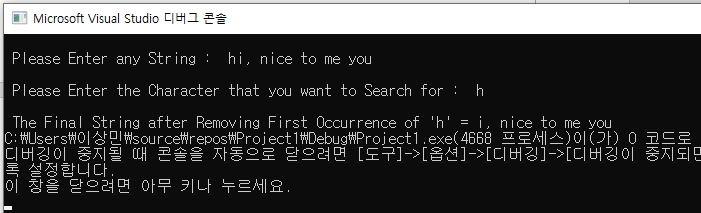 Microsoft Visual Studio 디버그 콘솔
Please Enter any String :  hi, nice to me you
Please Enter the Character that you want to Search for :  h
The Final String after Removing First Occurrence of 'h' = i, nice to me you
C:₩Users₩이상민₩source₩repos₩Project1₩Debug₩Project1.exe(4668 프로세스)이(가) 0 코드로
디버깅이 중지될 때 콘솔을 자동으로 닫으려면 [도구]->[옵션]->[디버깅]->[디버깅이 중지되면
록 설정합니다.
이 창을 닫으려면 아무 키나 누르세요.